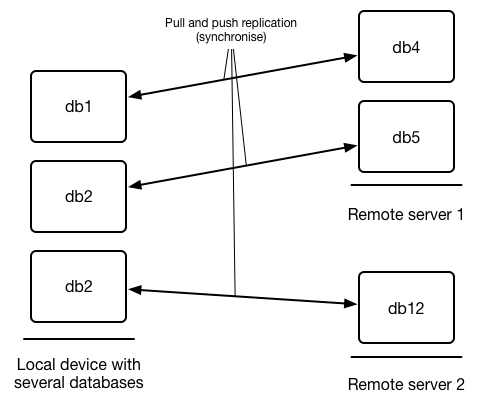 Pull and push replication
(synchronise)
db4
db1
db5
db2
Remote server 1
db2
db12
Local device with
several databases
Remote server 2